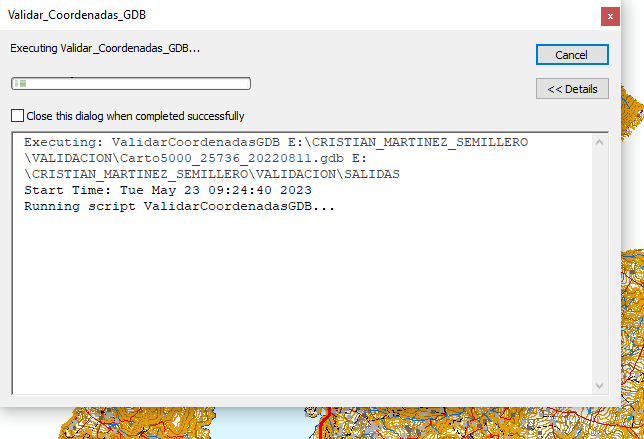 Validar_Coordenadas_GDB
x
Executing Validar_Coordenadas_GDB...
Cancel
<< Details
Close this dialog when completed successfully
Executing: ValidarCoordenadasGDB E:\CRISTIAN_MARTINEZ_SEMILLERO
\VALIDACION\Carto5000_25736_20220811.gdb E:
\CRISTIAN_MARTINEZ_SEMILLERO\VALIDACION\SALIDAS
Start Time: Tue May 23 09:24:40 2023
Running script ValidarCoordenadasGDB...